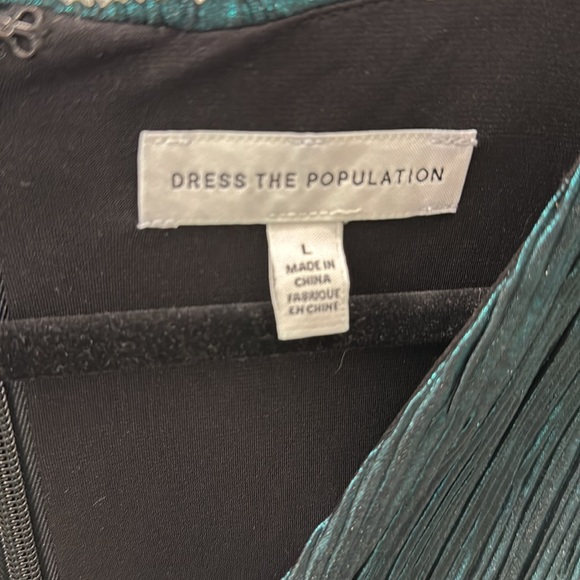 DRESS THE POPULATION
L
MADE IN
CHINA
FABRIQUE
EN CHINE